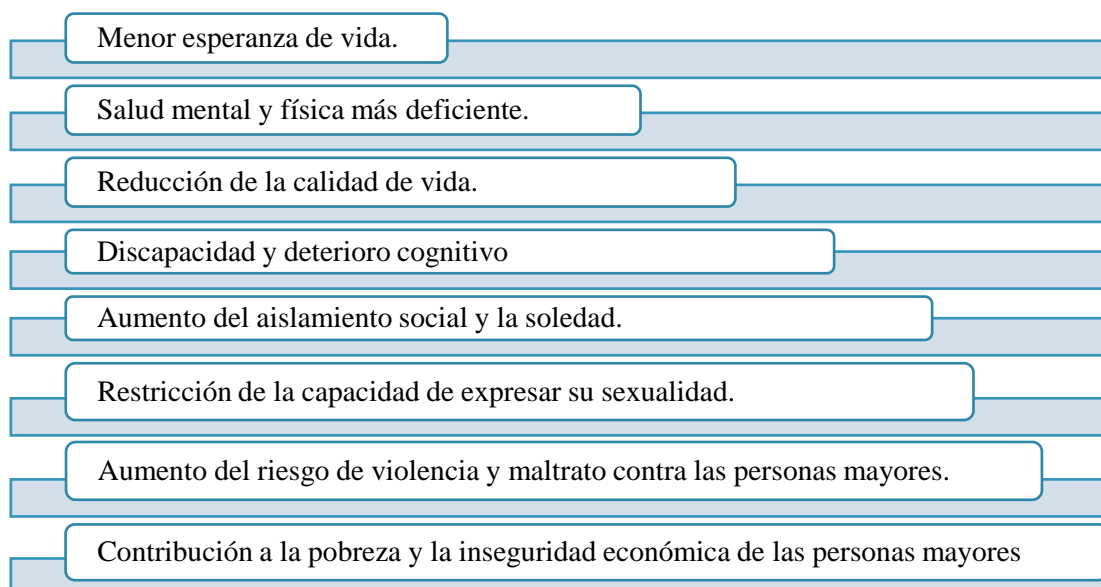 Menor esperanza de vida.
Salud mental y física más deficiente.
Reducción de la calidad de vida.
Discapacidad y deterioro cognitivo
Aumento del aislamiento social y la soledad.
Restricción de la capacidad de expresar su sexualidad.
Aumento del riesgo de violencia y maltrato contra las personas mayores.
Contribución a la pobreza y la inseguridad económica de las personas mayores